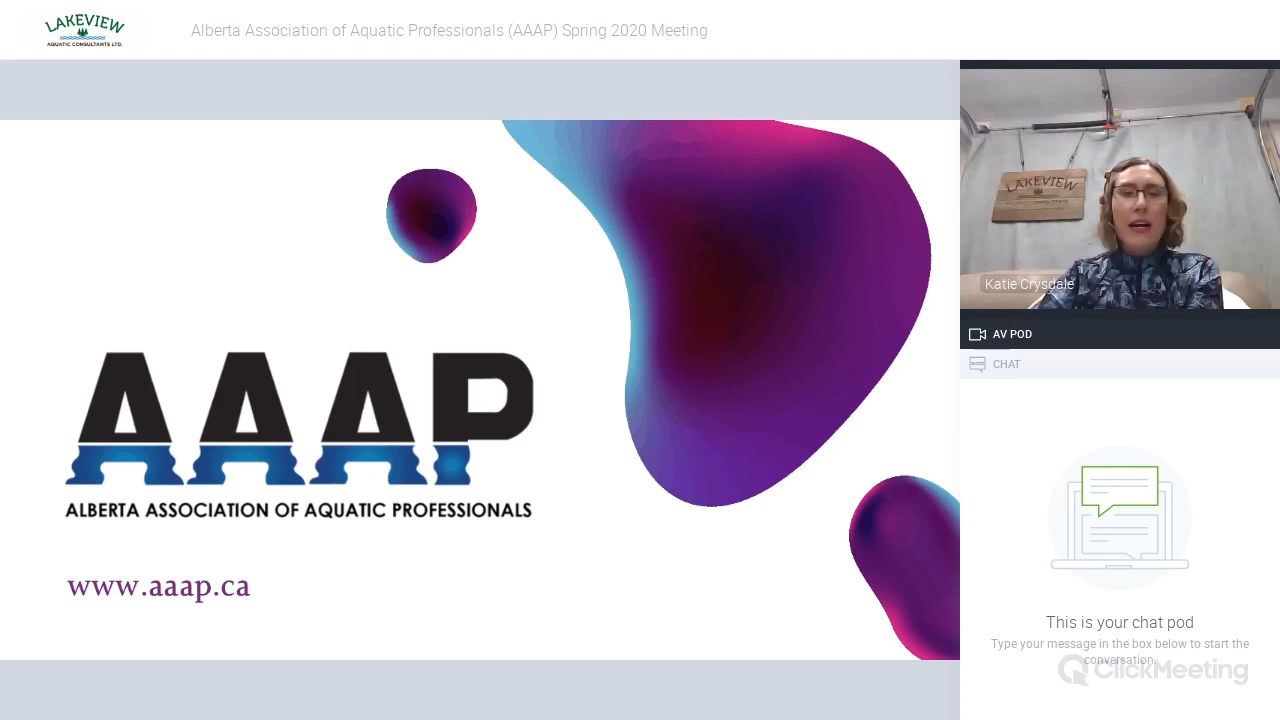 LAKEVIEW
AQUATIC CONSULTANTS LTD.
Alberta Association of Aquatic Professionals (AAAP) Spring 2020 Meeting
AAAP
ALBERTA ASSOCIATION OF AQUATIC PROFESSIONALS
www.aaap.ca
LAKEVIEW
Katie Crysdale
AV POD
CHAT
This is your chat pod
Type your message in the box below to start the
conversation.
ClickMeeting